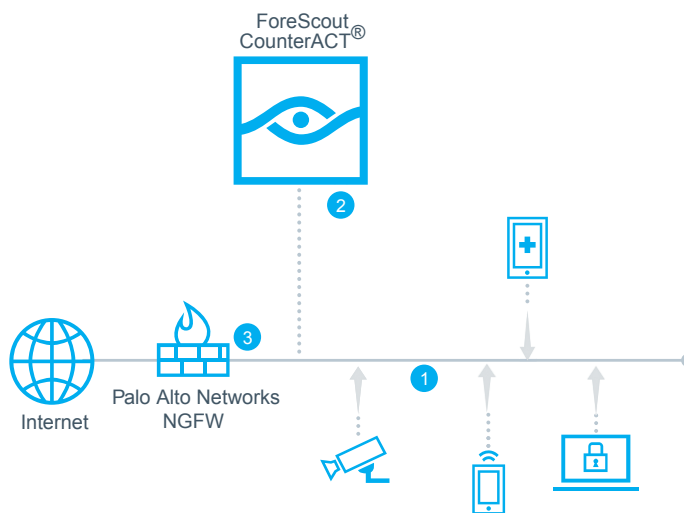 ForeScout
CounterACT®
2
3
1
Internet
Palo Alto Networks
NGFW